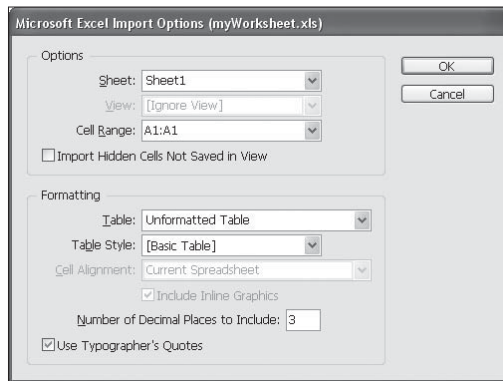 Microsoft Excel Import Options (myWorksheet.xls)
Options
Sheet: Sheet1
View: [Ignore View]
Cell Range: A1:A1
Import Hidden Cells Not Saved in View
OK
Cancel
Formatting
Table: Unformatted Table
Table Style: [Basic Table]
Cell Alignment: Current Spreadsheet
Include Inline Graphics
Number of Decimal Places to Include: 3
Use Typographer's Quotes